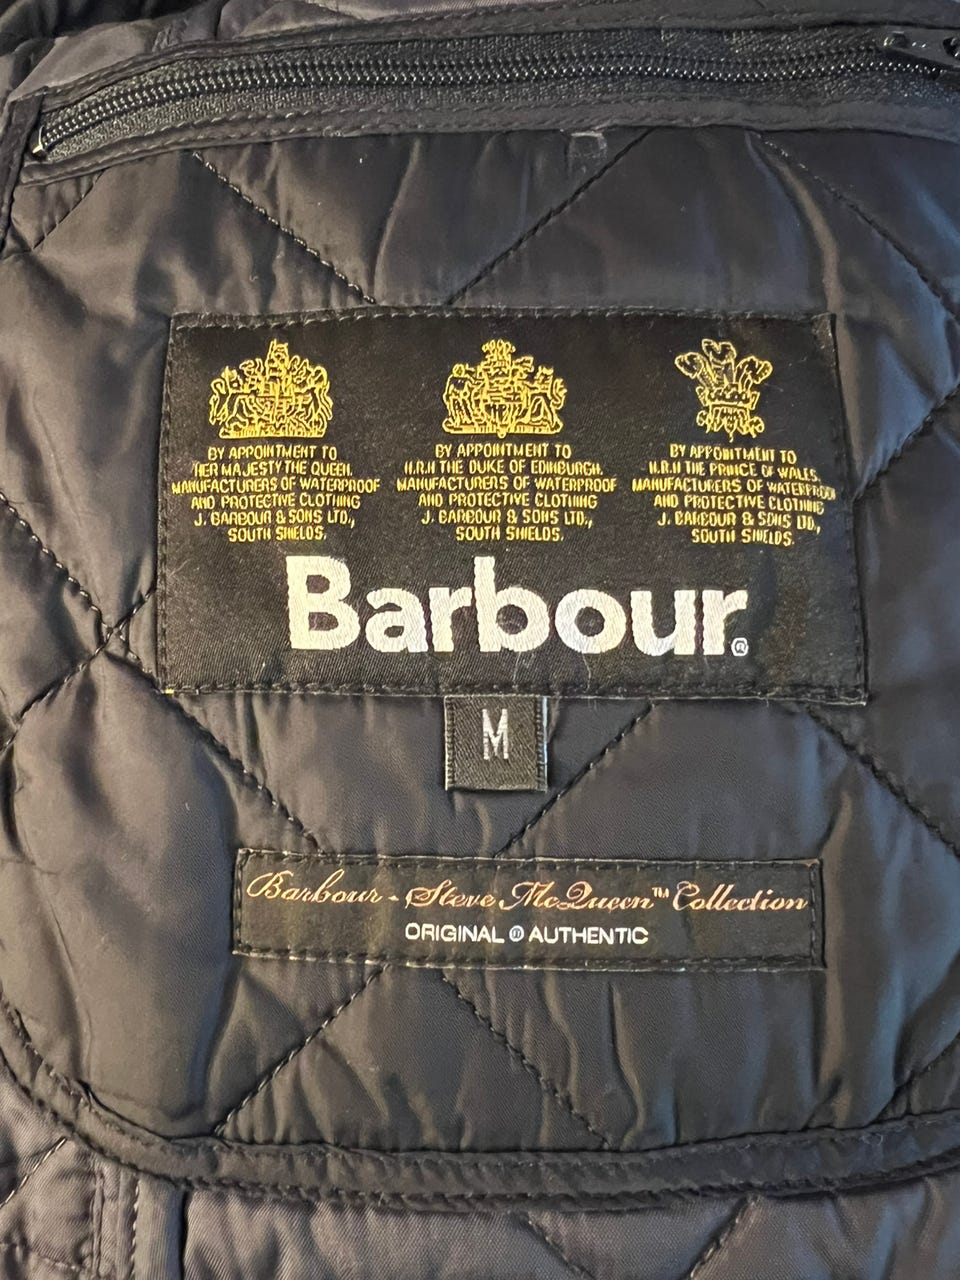 BY APPOINTMENT TO
HER MAJESTY THE QUEEN.
MANUFACTURERS OF WATERPROOF
AND PROTECTIVE CLOTHING
J. BARBOUR & SONS LTD.,
SOUTH SHIELDS.
BY APPOINTMENT TO
H.R.H THE DUKE OF EDINBURGH.
MANUFACTURERS OF WATERPROOF
AND PROTECTIVE CLOTHING
J. BARBOUR & SONS LTD.,
SOUTH SHIELDS.
BY APPOINTMENT TO
H.R.H THE PRINCE OF WALES.
MANUFACTURERS OF WATERPROOF
AND PROTECTIVE CLOTHING
J. BARBOUR & SONS LTD.,
SOUTH SHIELDS.
Barbour®
M
Barbour - Steve McQueen™ Collection
ORIGINAL AUTHENTIC